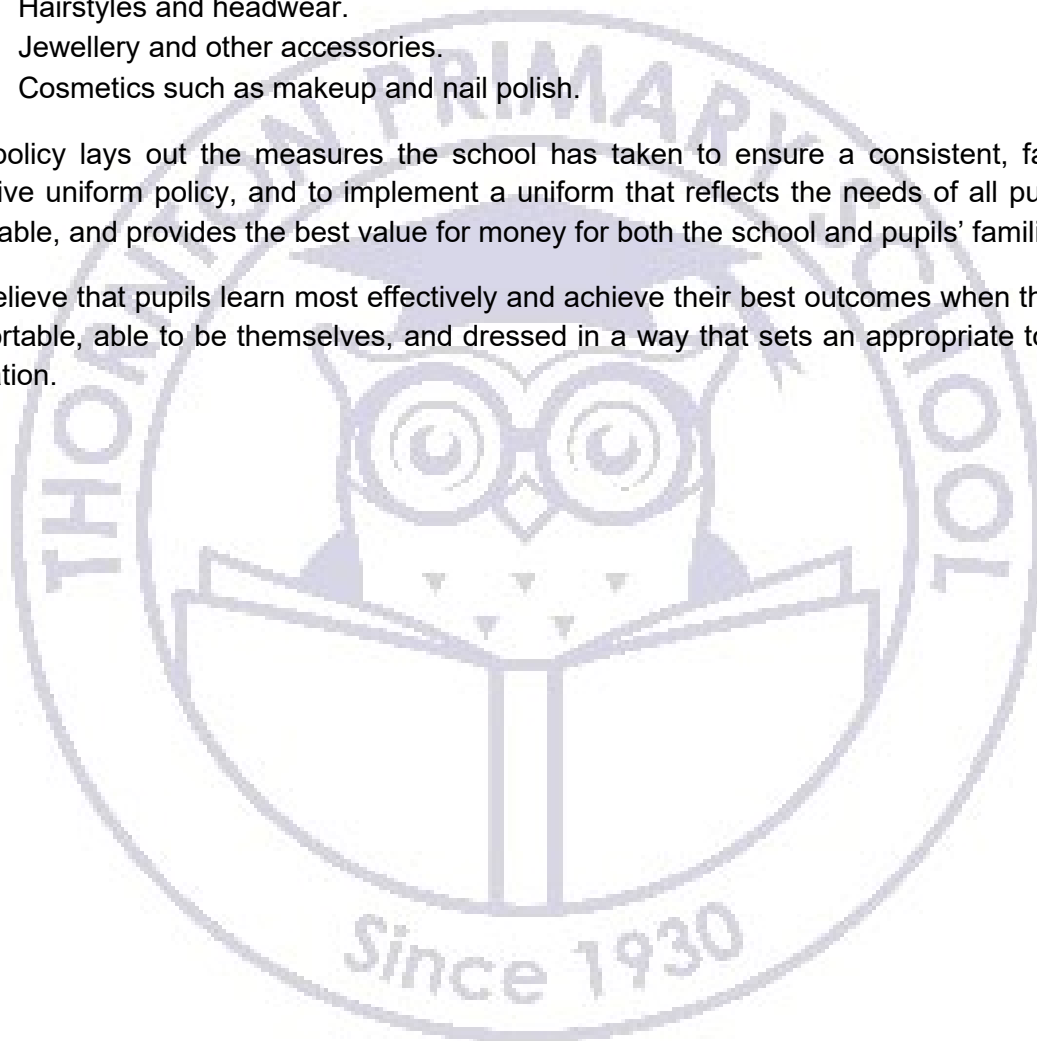 Hairstyles and headwear.
Jewellery and other accessories.
Cosmetics such as makeup and nail polish.
policy lays out the measures the school has taken to ensure a consistent, fa
ive uniform policy, and to implement a uniform that reflects the needs of all pu
able, and provides the best value for money for both the school and pupils’ famili
elieve that pupils learn most effectively and achieve their best outcomes when th
ortable, able to be themselves, and dressed in a way that sets an appropriate to
ation.
THORNTON PRIMARY SCHOOL
Since 1930